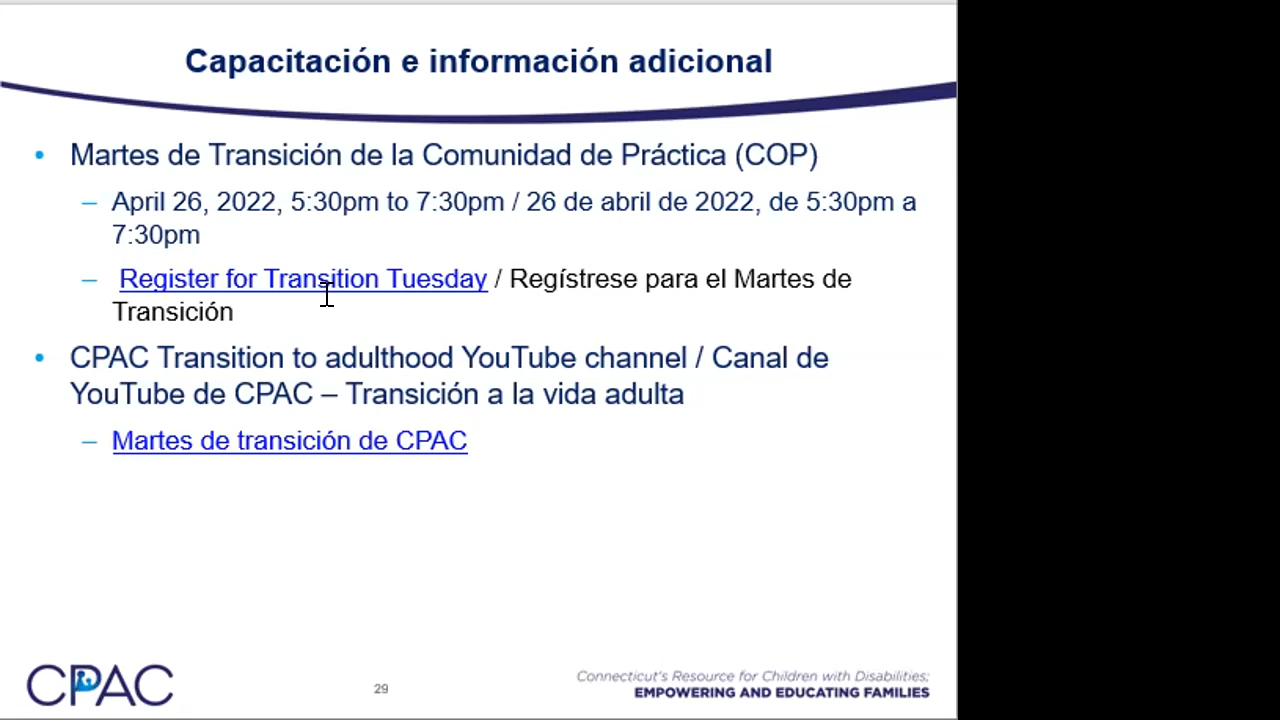 Capacitación e información adicional
• Martes de Transición de la Comunidad de Práctica (COP)
– April 26, 2022, 5:30pm to 7:30pm / 26 de abril de 2022, de 5:30pm a
7:30pm
– Register for Transition Tuesday / Regístrese para el Martes de
Transición
• CPAC Transition to adulthood YouTube channel / Canal de
YouTube de CPAC – Transición a la vida adulta
– Martes de transición de CPAC
CPAC
29
Connecticut's Resource for Children with Disabilities;
EMPOWERING AND EDUCATING FAMILIES